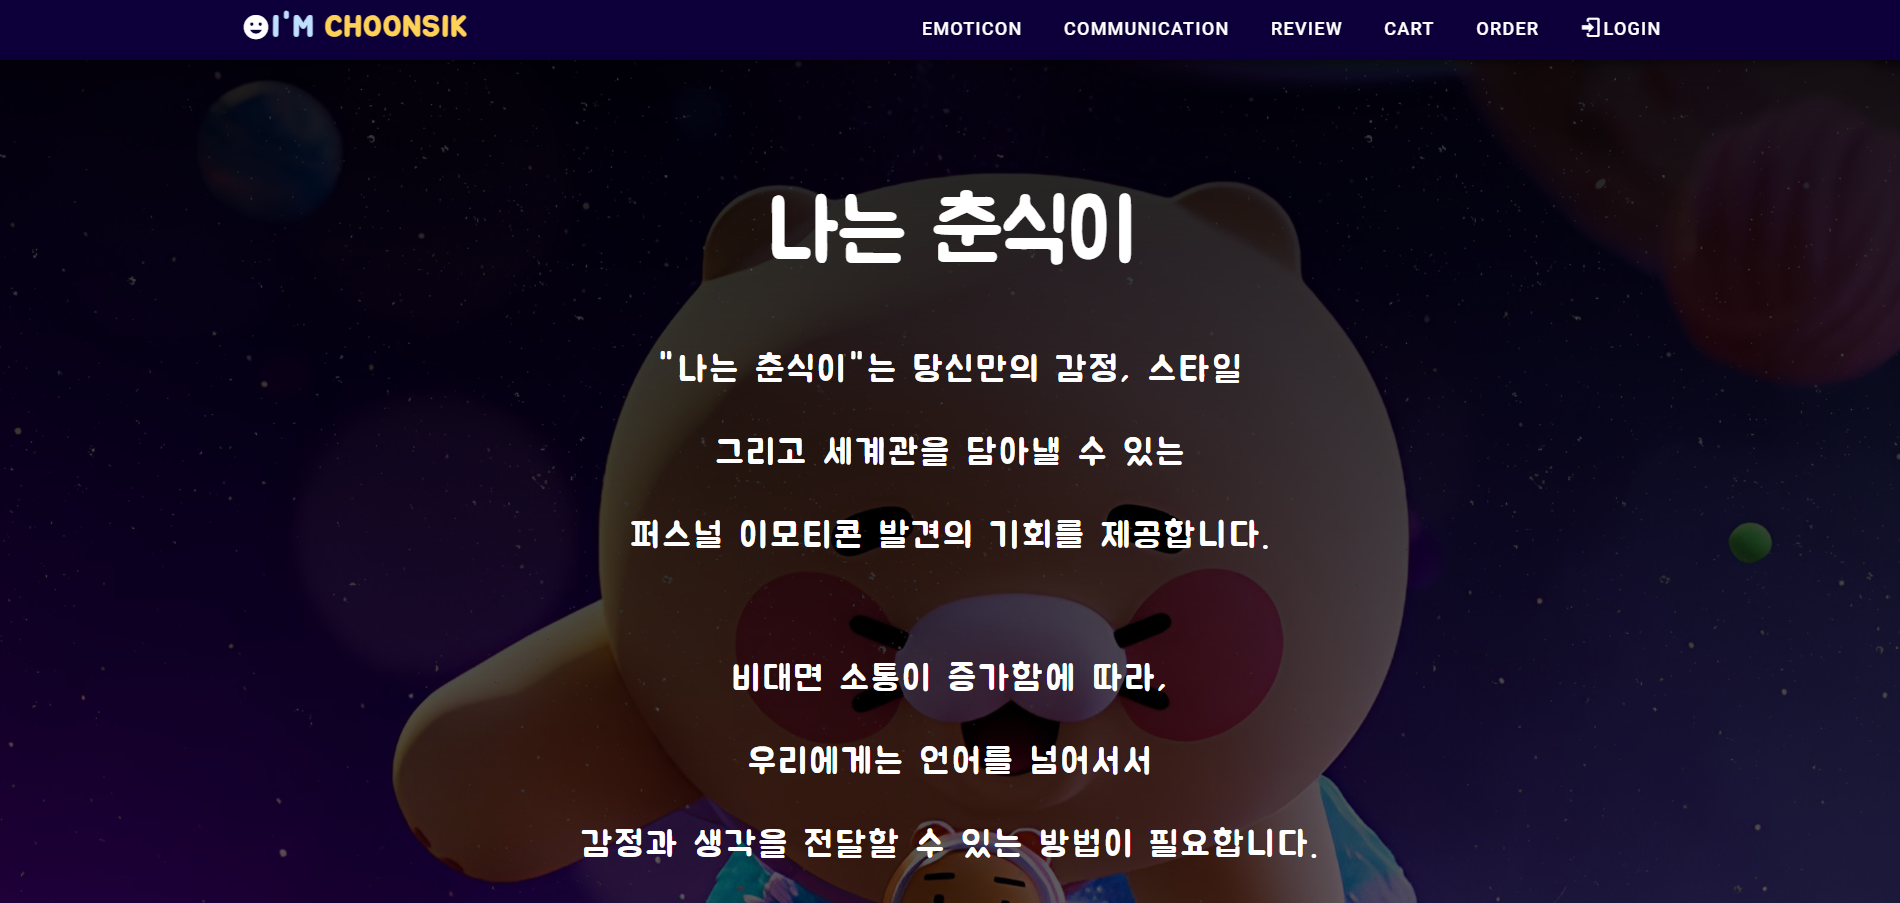 I'M CHOONSIK
EMOTICON COMMUNICATION REVIEW CART ORDER LOGIN
나는 춘식이
"나는 춘식이"는 당신만의 감정, 스타일
그리고 세계관을 담아낼 수 있는
퍼스널 이모티콘 발견의 기회를 제공합니다.
비대면 소통이 증가함에 따라,
우리에게는 언어를 넘어서서
감정과 생각을 전달할 수 있는 방법이 필요합니다.